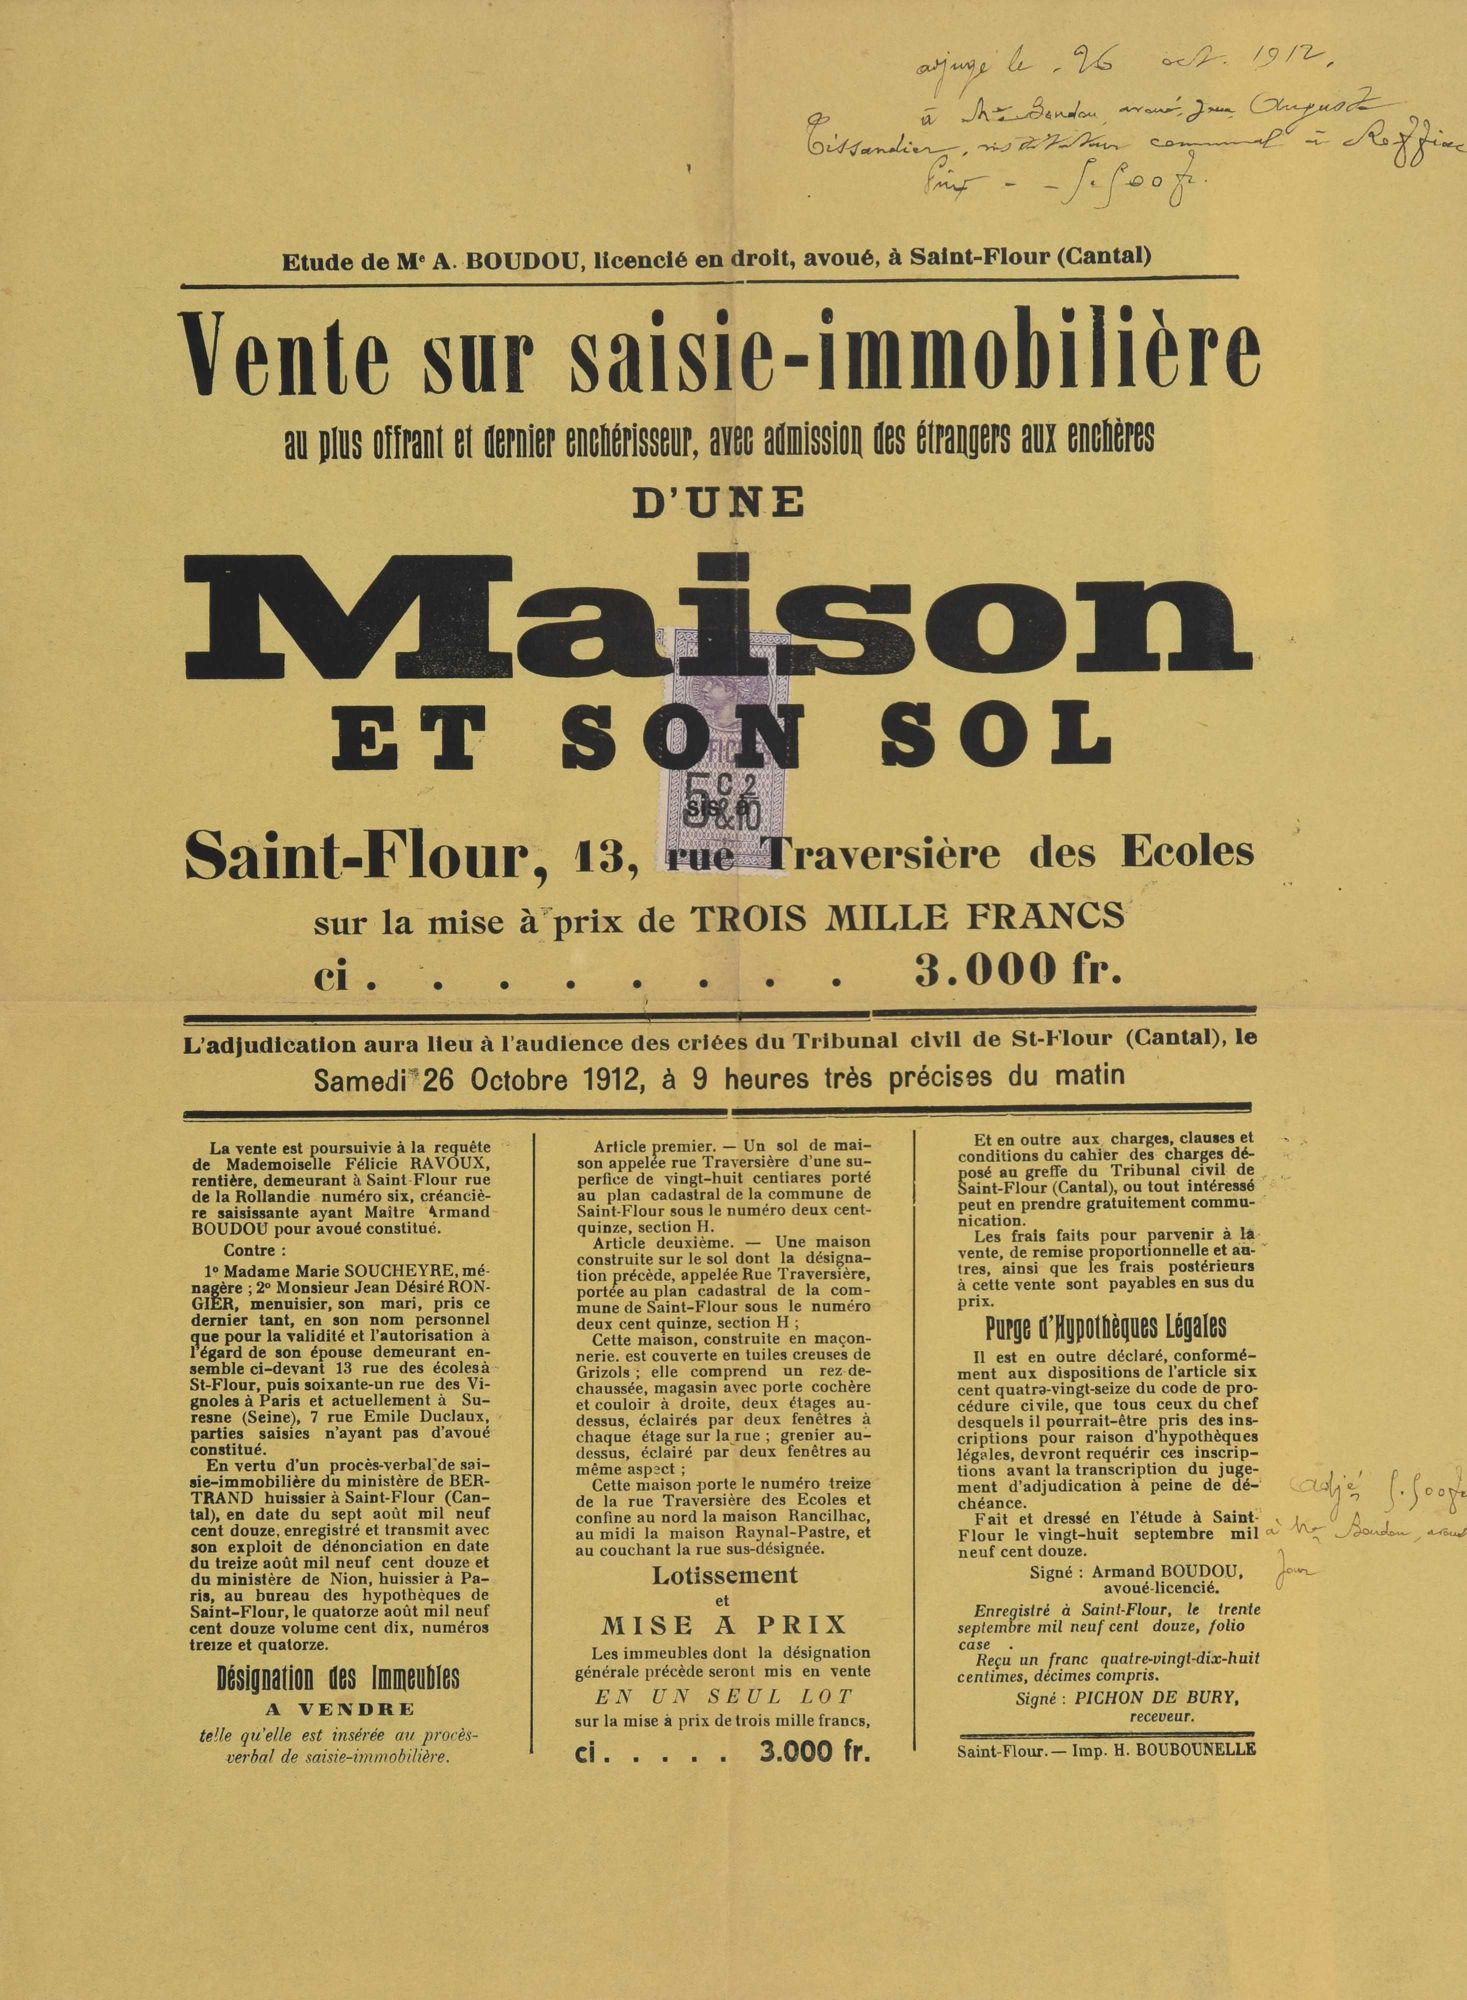 adjugé le . 26 oct. 1912.
à Me Boudou, avoué, pour Auguste
Tissandier, instituteur communal à Roffiac
Prix - - 5.500 fr.
Etude de Me A. BOUDOU, licencié en droit, avoué, à Saint-Flour (Cantal)
Vente sur saisie-immobilière
au plus offrant et dernier enchérisseur, avec admission des étrangers aux enchères
D'UNE
Maison
ET SON SOL
5 C 2
sis à
& 10
Saint-Flour, 13, rue Traversière des Ecoles
sur la mise à prix de TROIS MILLE FRANCS
ci . . . . . . . . 3.000 fr.
L'adjudication aura lieu à l'audience des criées du Tribunal civil de St-Flour (Cantal), le
Samedi 26 Octobre 1912, à 9 heures très précises du matin
La vente est poursuivie à la requête
de Mademoiselle Félicie RAVOUX,
rentière, demeurant à Saint-Flour rue
de la Rollandie numéro six, créanciè-
re saisissante ayant Maître Armand
BOUDOU pour avoué constitué.
Contre :
1º Madame Marie SOUCHEYRE, mé-
nagère ; 2º Monsieur Jean Désiré RON-
GIER, menuisier, son mari, pris ce
dernier tant, en son nom personnel
que pour la validité et l'autorisation à
l'égard de son épouse demeurant en-
semble ci-devant 13 rue des écoles à
St-Flour, puis soixante-un rue des Vi-
gnoles à Paris et actuellement à Su-
resne (Seine), 7 rue Emile Duclaux,
parties saisies n'ayant pas d'avoué
constitué.
En vertu d'un procès-verbal de sai-
sie-immobilière du ministère de BER-
TRAND huissier à Saint-Flour (Can-
tal), en date du sept août mil neuf
cent douze, enregistré et transmit avec
son exploit de dénonciation en date
du treize août mil neuf cent douze et
du ministère de Nion, huissier à Pa-
ris, au bureau des hypothèques de
Saint-Flour, le quatorze août mil neuf
cent douze volume cent dix, numéros
treize et quatorze.
Désignation des Immeubles
A VENDRE
telle qu'elle est insérée au procès-
verbal de saisie-immobilière.
Article premier. — Un sol de mai-
son appelée rue Traversière d'une su-
perfice de vingt-huit centiares porté
au plan cadastral de la commune de
Saint-Flour sous le numéro deux cent-
quinze, section H.
Article deuxième. — Une maison
construite sur le sol dont la désigna-
tion précède, appelée Rue Traversière,
portée au plan cadastral de la com-
mune de Saint-Flour sous le numéro
deux cent quinze, section H ;
Cette maison, construite en maçon-
nerie. est couverte en tuiles creuses de
Grizols ; elle comprend un rez-de-
chaussée, magasin avec porte cochère
et couloir à droite, deux étages au-
dessus, éclairés par deux fenêtres à
chaque étage sur la rue ; grenier au-
dessus, éclairé par deux fenêtres au
même aspect ;
Cette maison porte le numéro treize
de la rue Traversière des Ecoles et
confine au nord la maison Rancilhac,
au midi la maison Raynal-Pastre, et
au couchant la rue sus-désignée.
Lotissement
et
MISE A PRIX
Les immeubles dont la désignation
générale précède seront mis en vente
EN UN SEUL LOT
sur la mise à prix de trois mille francs,
ci . . . . . 3.000 fr.
Et en outre aux charges, clauses et
conditions du cahier des charges dé-
posé au greffe du Tribunal civil de
Saint-Flour (Cantal), ou tout intéressé
peut en prendre gratuitement commu-
nication.
Les frais faits pour parvenir à la
vente, de remise proportionnelle et au-
tres, ainsi que les frais postérieurs
à cette vente sont payables en sus du
prix.
Purge d'Hypothèques Légales
Il est en outre déclaré, conformé-
ment aux dispositions de l'article six
cent quatre-vingt-seize du code de pro-
cédure civile, que tous ceux du chef
desquels il pourrait-être pris des ins-
criptions pour raison d'hypothèques
légales, devront requérir ces inscrip-
tions avant la transcription du juge-
ment d'adjudication à peine de dé-
chéance.
Fait et dressé en l'étude à Saint-
Flour le vingt-huit septembre mil
neuf cent douze.
Signé : Armand BOUDOU,
avoué-licencié.
Enregistré à Saint-Flour, le trente
septembre mil neuf cent douze, folio
case .
Reçu un franc quatre-vingt-dix-huit
centimes, décimes compris.
Signé : PICHON DE BURY,
receveur.
Saint-Flour. — Imp. H. BOUBOUNELLE
adjé 5.500 fr
à Me Boudou, avoué
pour